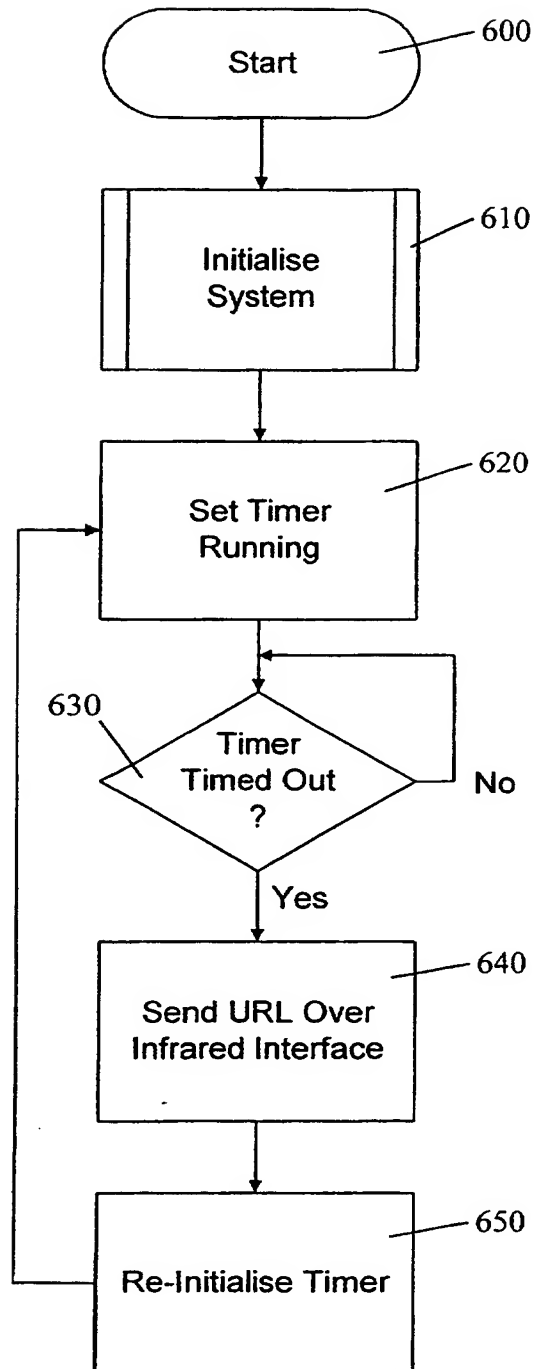 Start
600
Initialise
System
610
Set Timer
Running
620
630
Timer
Timed Out
?
No
Yes
Send URL Over
Infrared Interface
640
Re-Initialise Timer
650